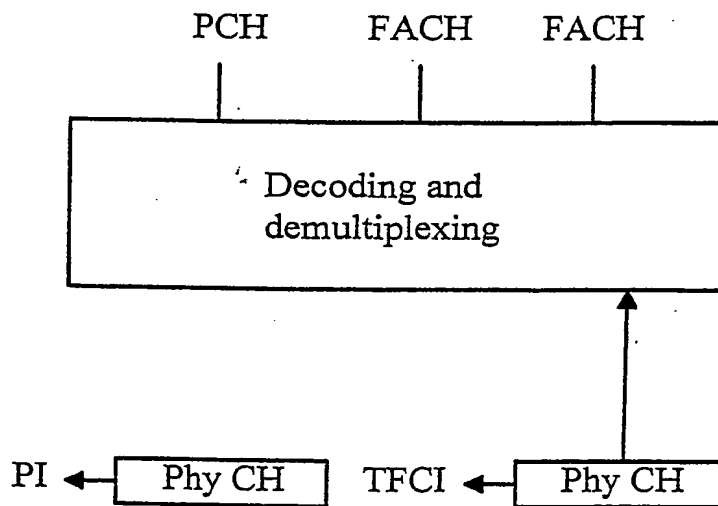 PCH FACH FACH
Decoding and
demultiplexing
PI Phy CH TFCI Phy CH